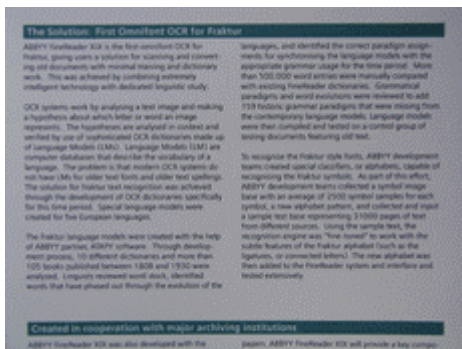 The Solution: First Omnifont OCR for Fraktur
ABBYY FineReader XIX is the first omnifont OCR for
Fraktur, giving users a solution for scanning and convert-
ing old documents with minimal training and dictionary
work. This was achieved by combining extremely
intelligent technology with dedicated linguistic study.
OCR systems work by analysing a text image and making
a hypothesis about which letter or word an image
represents. The hypotheses are analysed in context and
verified by use of sophisticated OCR dictionaries made up
of Language Models (LMs). Language Models (LM) are
computer databases that describe the vocabulary of a
language. The problem is that modern OCR systems do
not have LMs for older text fonts and older text spellings.
The solution for fraktur text recognition was achieved
through the development of OCR dictionaries specifically
for this time period. Special language models were
created for five European languages.
The Fraktur language models were created with the help
of ABBYY partner, ATAPY software. Through develop-
ment process, 10 different dictionaries and more than
105 books published between 1808 and 1930 were
analysed. Linguists reviewed word stock, identified
words that have phased out through the evolution of the
languages, and identified the correct paradigm assign-
ments for synchronising the language models with the
appropriate grammar usage for the time period. More
than 500,000 word entries were manually compared
with existing FineReader dictionaries. Grammatical
paradigms and word evolutions were reviewed to add
159 historic grammar paradigms that were missing from
the contemporary language models. Language models
were then compiled and tested on a control group of
testing documents featuring old text.
To recognise the Fraktur style fonts, ABBYY development
teams created special classifiers, or alphabets, capable of
recognising the Fraktur symbols. As part of this effort,
ABBYY development teams collected a symbol image
base with an average of 2500 symbol samples for each
symbol, a new alphabet pattern, and collected and input
a sample test base representing 31000 pages of text
from different sources. Using the sample text, the
recognition engine was "fine tuned" to work with the
subtle features of the Fraktur alphabet (such as the
ligatures, or connected letters). The new alphabet was
then added to the FineReader system and interface and
tested extensively.
Created in cooperation with major archiving institutions
ABBYY FineReader XIX was also developed with the
papers. ABBYY FineReader XIX will provide a key compo-